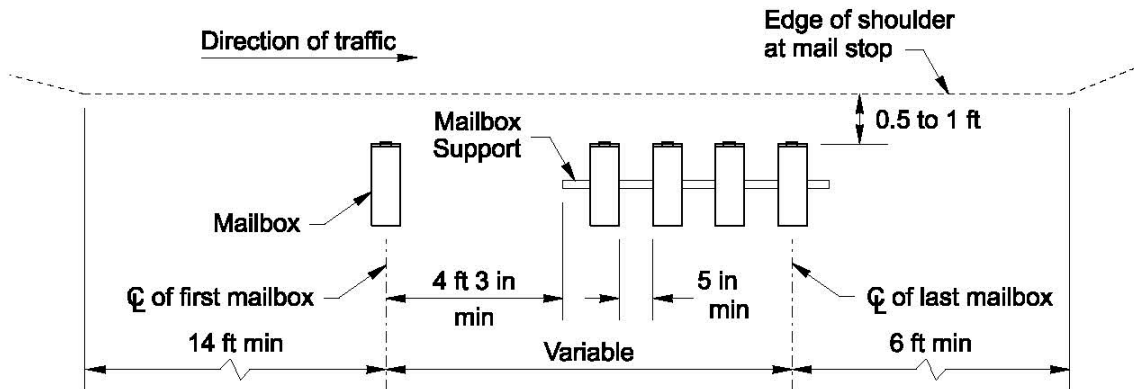 Direction of traffic
Edge of shoulder
at mail stop
0.5 to 1 ft
Mailbox
Support
Mailbox
℄ of first mailbox
4 ft 3 in
min
5 in
min
℄ of last mailbox
14 ft min
Variable
6 ft min